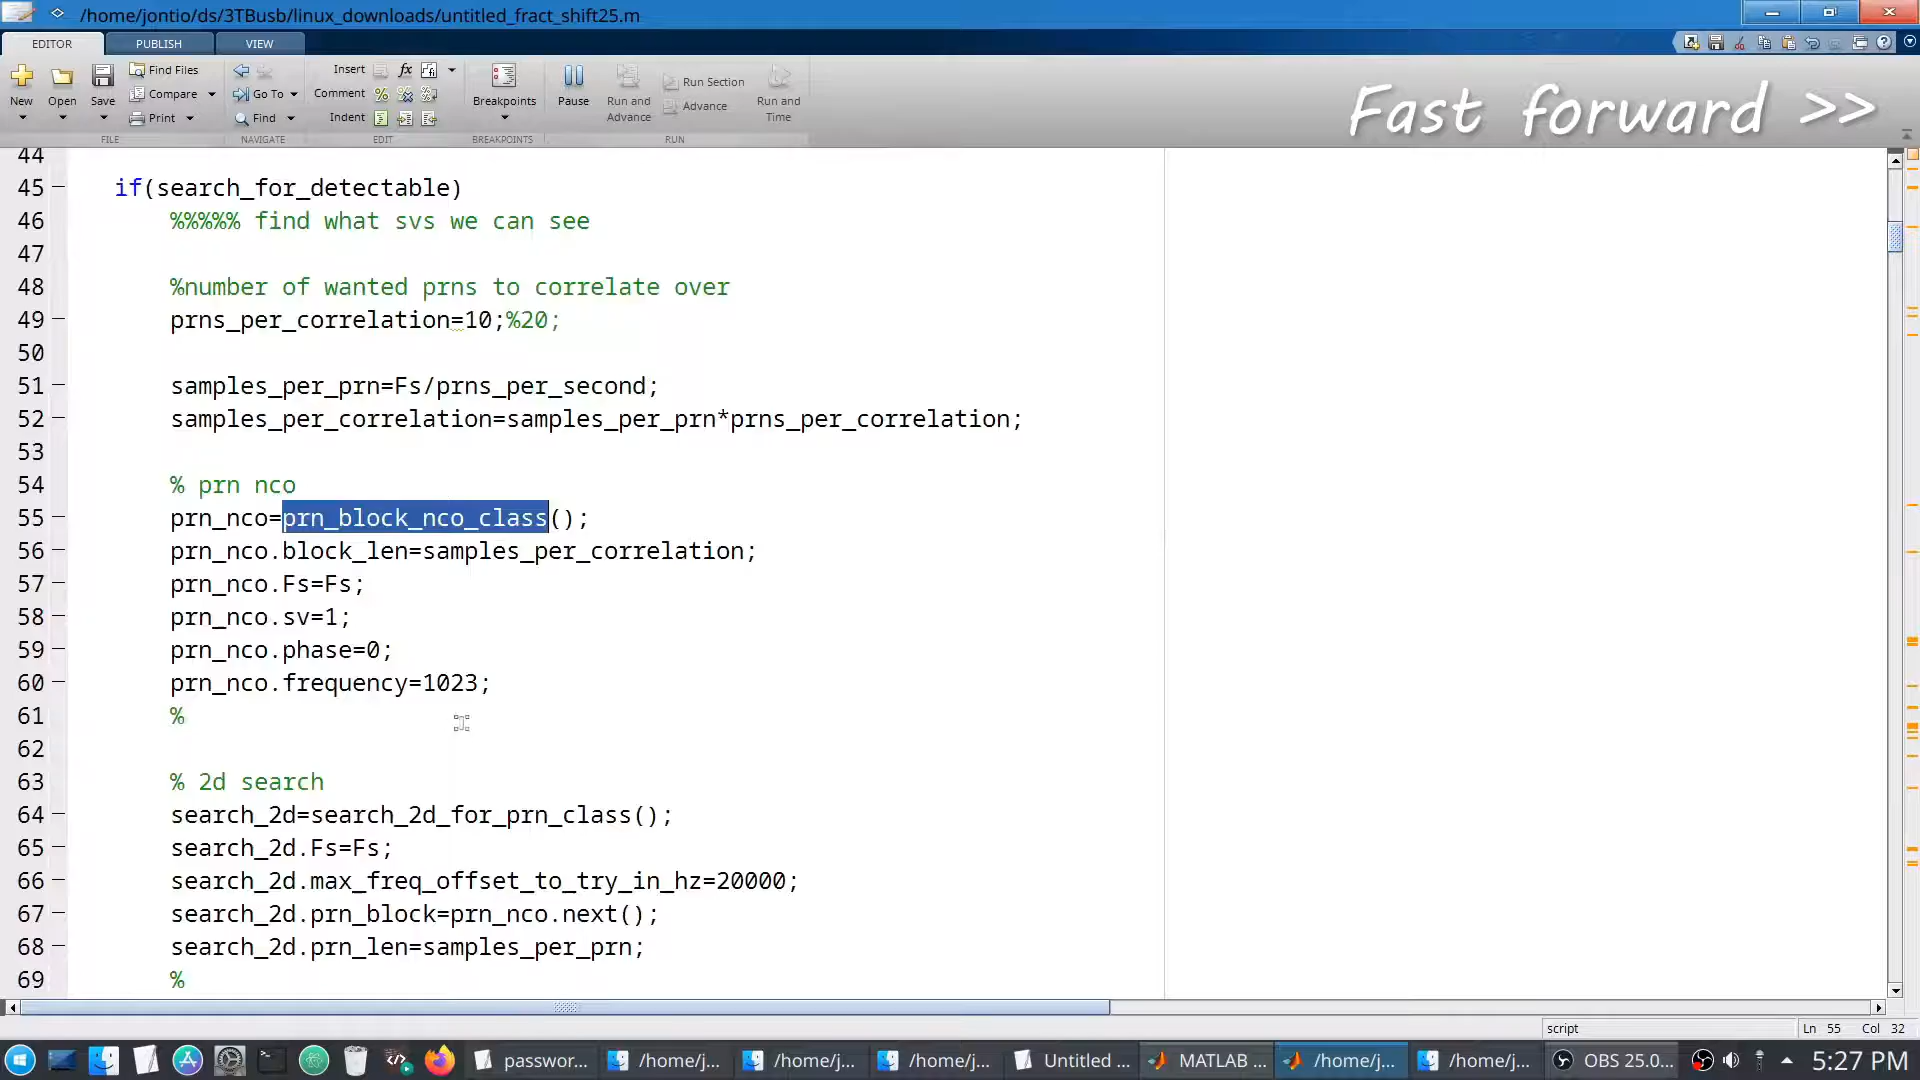 /home/jontio/ds/3TBusb/linux_downloads/untitled_fract_shift25.m
EDITOR PUBLISH VIEW
New Open Save Find Files Compare Print
Go To Find
Insert fx
Comment
Indent
Breakpoints Pause Run and Advance Run Section Advance Run and Time
FILE NAVIGATE EDIT BREAKPOINTS RUN
Fast forward >>
44
45 if(search_for_detectable)
46 %%%%% find what svs we can see
47
48 %number of wanted prns to correlate over
49 prns_per_correlation=10;%20;
50
51 samples_per_prn=Fs/prns_per_second;
52 samples_per_correlation=samples_per_prn*prns_per_correlation;
53
54 % prn nco
55 prn_nco=prn_block_nco_class();
56 prn_nco.block_len=samples_per_correlation;
57 prn_nco.Fs=Fs;
58 prn_nco.sv=1;
59 prn_nco.phase=0;
60 prn_nco.frequency=1023;
61 %
62
63 % 2d search
64 search_2d=search_2d_for_prn_class();
65 search_2d.Fs=Fs;
66 search_2d.max_freq_offset_to_try_in_hz=20000;
67 search_2d.prn_block=prn_nco.next();
68 search_2d.prn_len=samples_per_prn;
69 %
script Ln 55 Col 32
passwor... /home/j... /home/j... /home/j... Untitled ... MATLAB ... /home/j... /home/j... OBS 25.0... 5:27 PM